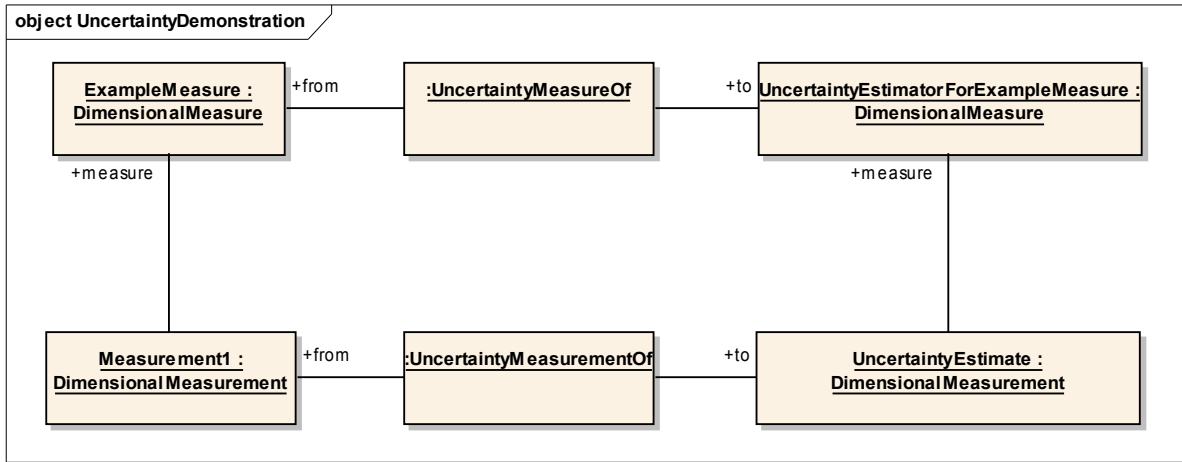 object UncertaintyDemonstration
ExampleMeasure :
DimensionalMeasure
+from
:UncertaintyMeasureOf
+to
UncertaintyEstimatorForExampleMeasure :
DimensionalMeasure
+measure
+measure
Measurement1 :
DimensionalMeasurement
+from
:UncertaintyMeasurementOf
+to
UncertaintyEstimate :
DimensionalMeasurement